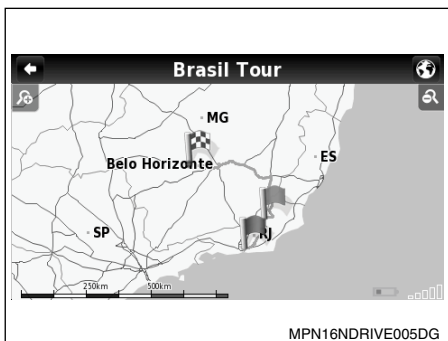 Brasil Tour
MG
Belo Horizonte
ES
RJ
SP
250km 500km
MPN16NDRIVE005DG